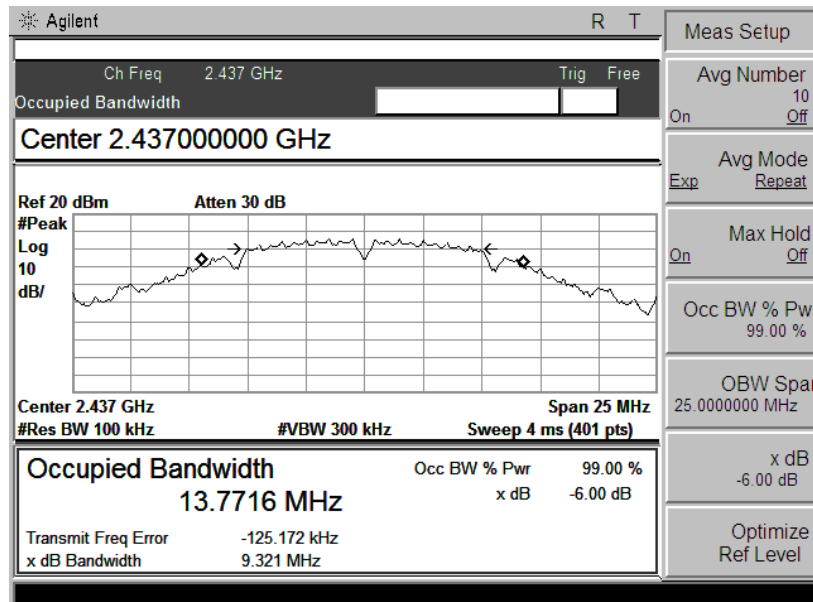 Agilent R T
Ch Freq 2.437 GHz Trig Free
Occupied Bandwidth
Center 2.437000000 GHz
Ref 20 dBm Atten 30 dB
#Peak
Log
10
dB/
Center 2.437 GHz Span 25 MHz
#Res BW 100 kHz #VBW 300 kHz Sweep 4 ms (401 pts)
Occupied Bandwidth Occ BW % Pwr 99.00 %
13.7716 MHz x dB -6.00 dB
Transmit Freq Error -125.172 kHz
x dB Bandwidth 9.321 MHz
Meas Setup
Avg Number
10
On Off
Avg Mode
Exp Repeat
Max Hold
On Off
Occ BW % Pw
99.00 %
OBW Spa
25.0000000 MHz
x dB
-6.00 dB
Optimize
Ref Level